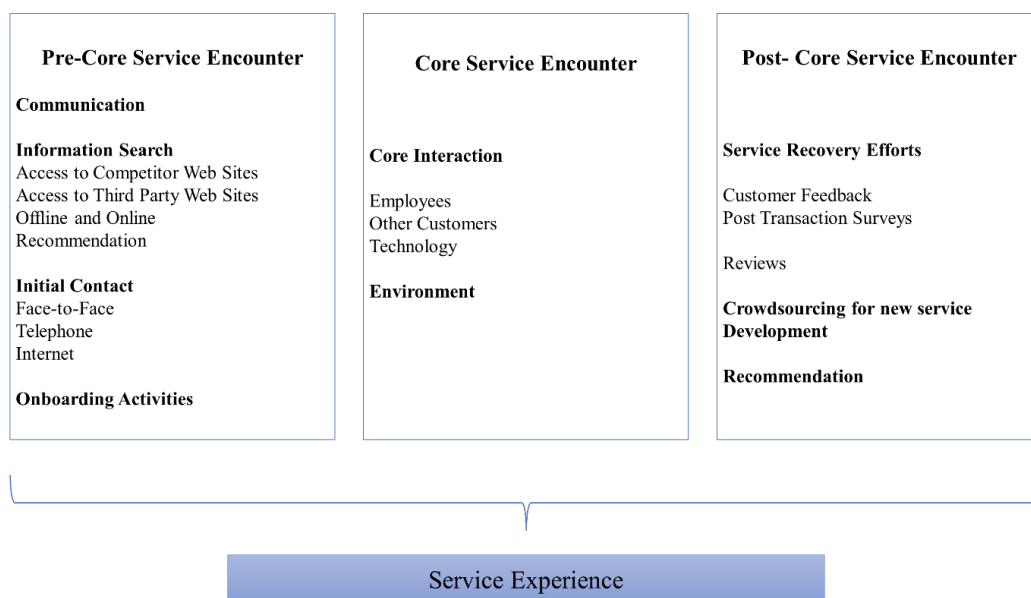 Pre-Core Service Encounter
Communication
Information Search
Access to Competitor Web Sites
Access to Third Party Web Sites
Offline and Online
Recommendation
Initial Contact
Face-to-Face
Telephone
Internet
Onboarding Activities
Core Service Encounter
Core Interaction
Employees
Other Customers
Technology
Environment
Post- Core Service Encounter
Service Recovery Efforts
Customer Feedback
Post Transaction Surveys
Reviews
Crowdsourcing for new service
Development
Recommendation
Service Experience